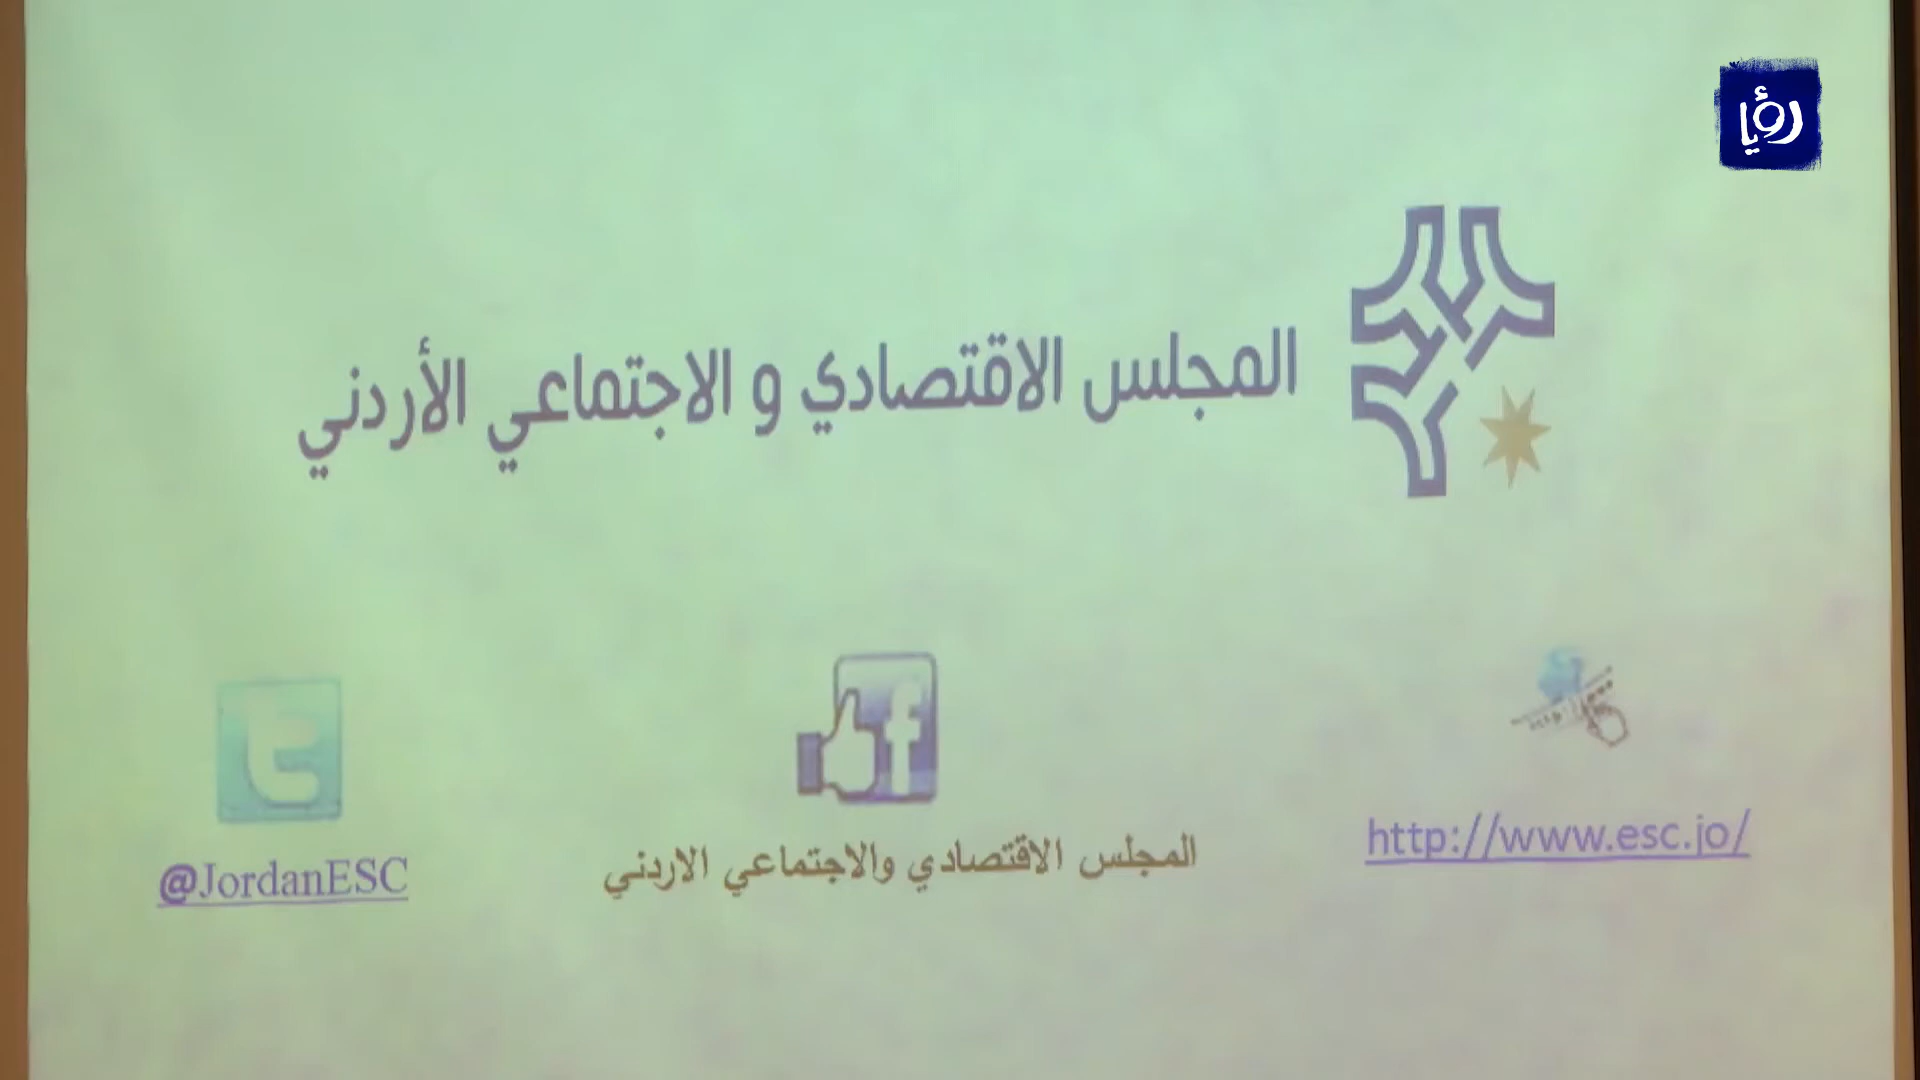 رؤيا
المجلس الاقتصادي و الاجتماعي الأردني
http://www.esc.jo/
المجلس الاقتصادي والاجتماعي الاردني
@JordanESC